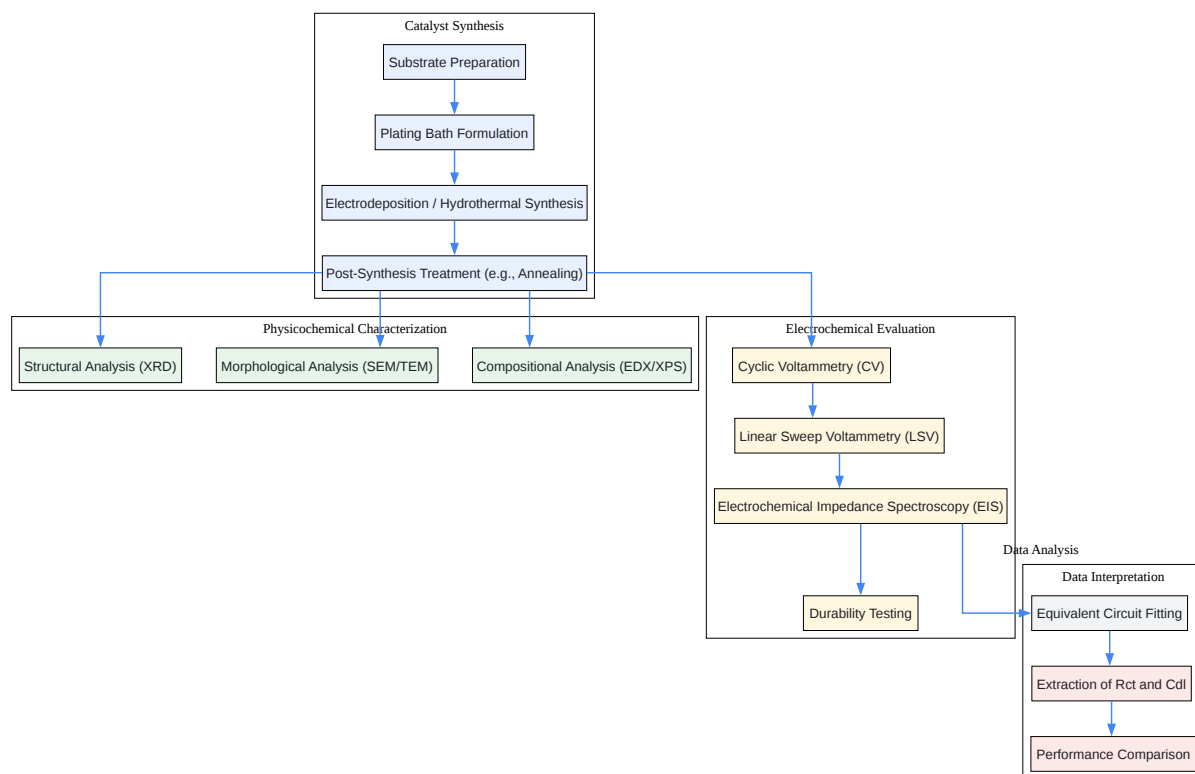 Catalyst Synthesis
Substrate Preparation
Plating Bath Formulation
Electrodeposition / Hydrothermal Synthesis
Post-Synthesis Treatment (e.g., Annealing)
Physicochemical Characterization
Structural Analysis (XRD)
Morphological Analysis (SEM/TEM)
Compositional Analysis (EDX/XPS)
Electrochemical Evaluation
Cyclic Voltammetry (CV)
Linear Sweep Voltammetry (LSV)
Electrochemical Impedance Spectroscopy (EIS)
Durability Testing
Data Analysis
Data Interpretation
Equivalent Circuit Fitting
Extraction of Rct and Cdl
Performance Comparison